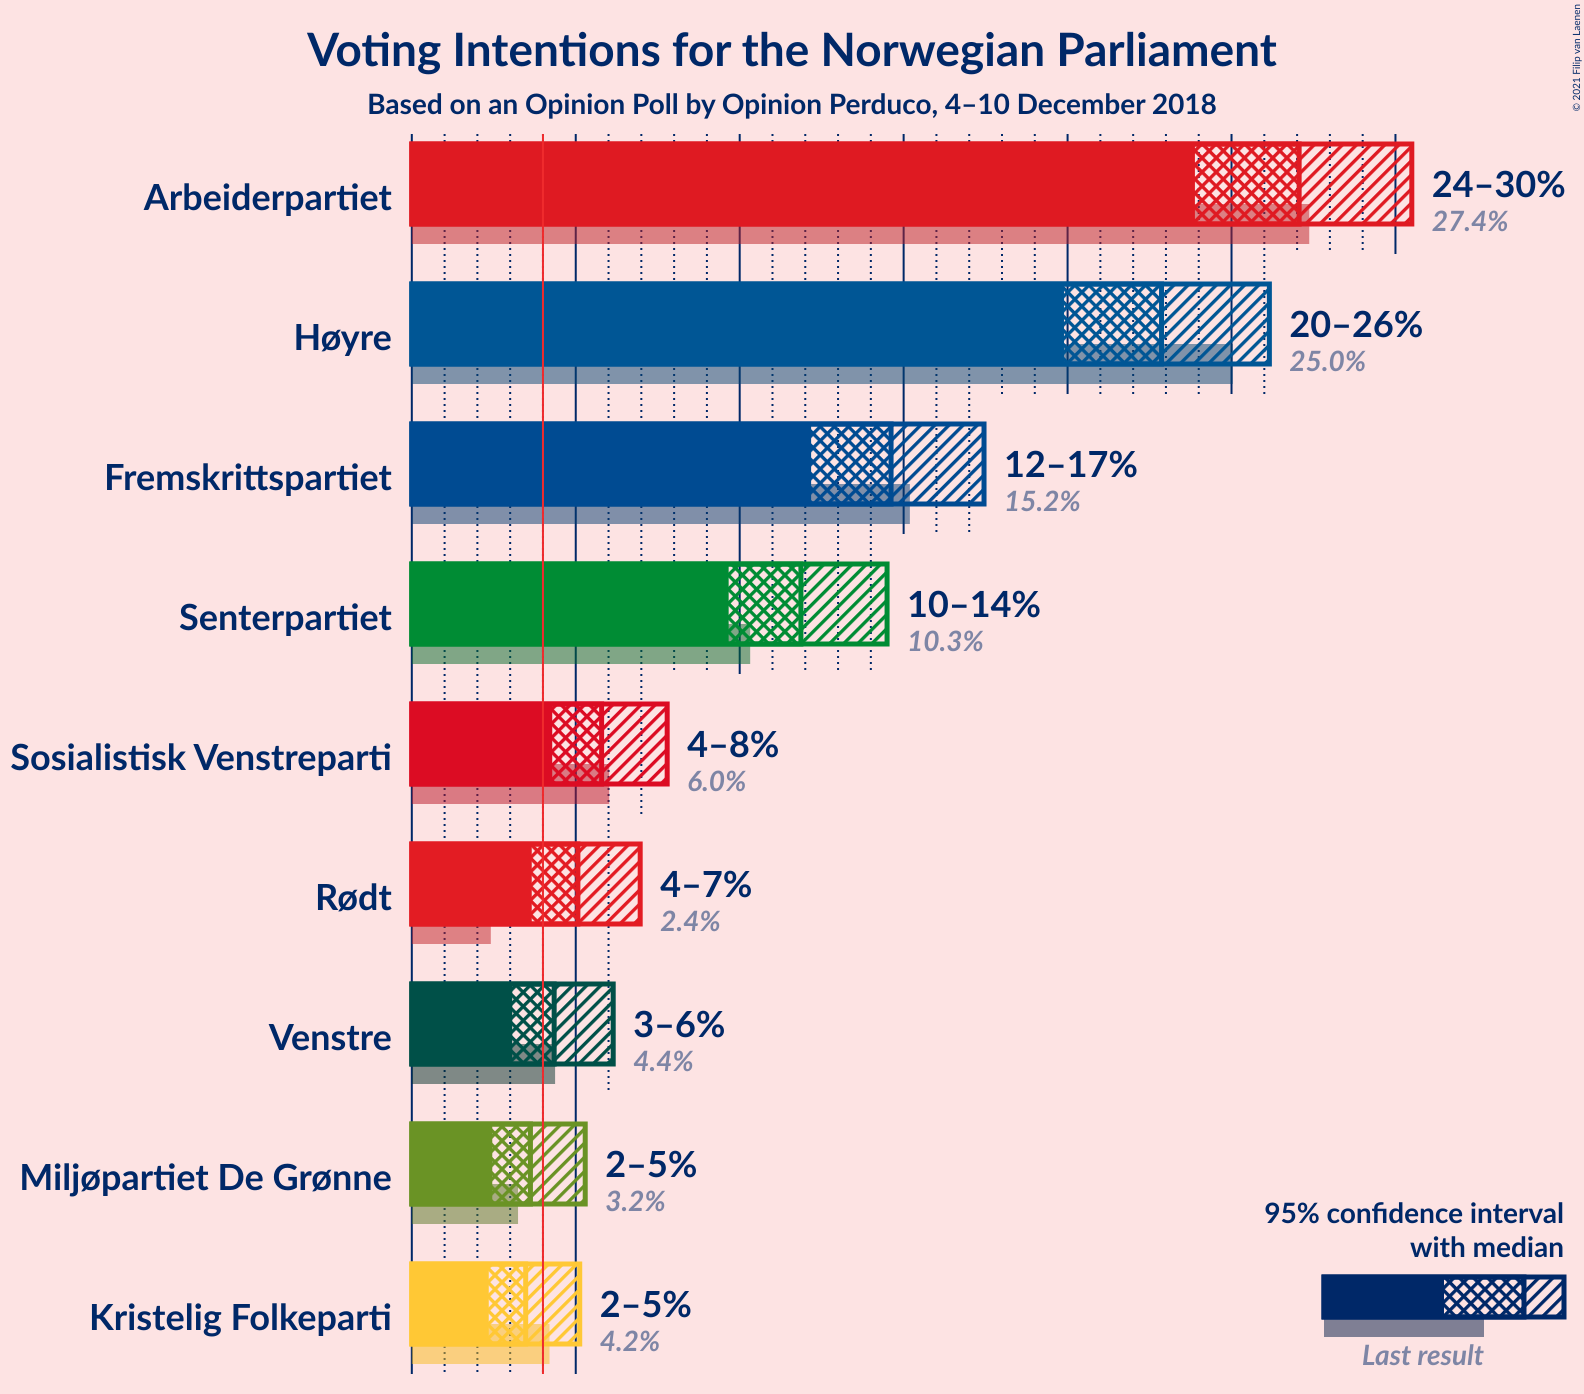 Voting Intentions for the Norwegian Parliament
Based on an Opinion Poll by Opinion Perduco, 4–10 December 2018
© 2021 Filip van Laenen
Arbeiderpartiet
24–30%
27.4%
Høyre
20–26%
25.0%
Fremskrittspartiet
12–17%
15.2%
Senterpartiet
10–14%
10.3%
Sosialistisk Venstreparti
4–8%
6.0%
Rødt
4–7%
2.4%
Venstre
3–6%
4.4%
Miljøpartiet De Grønne
2–5%
3.2%
Kristelig Folkeparti
2–5%
4.2%
95% confidence interval
with median
Last result